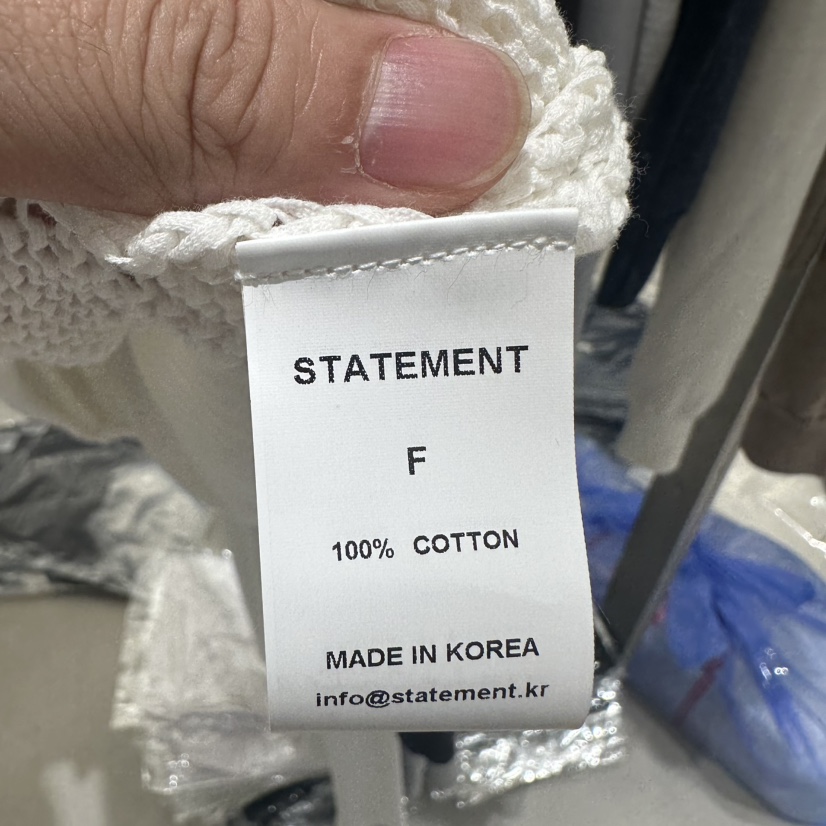 STATEMENT
F
100% COTTON
MADE IN KOREA
info@statement.kr